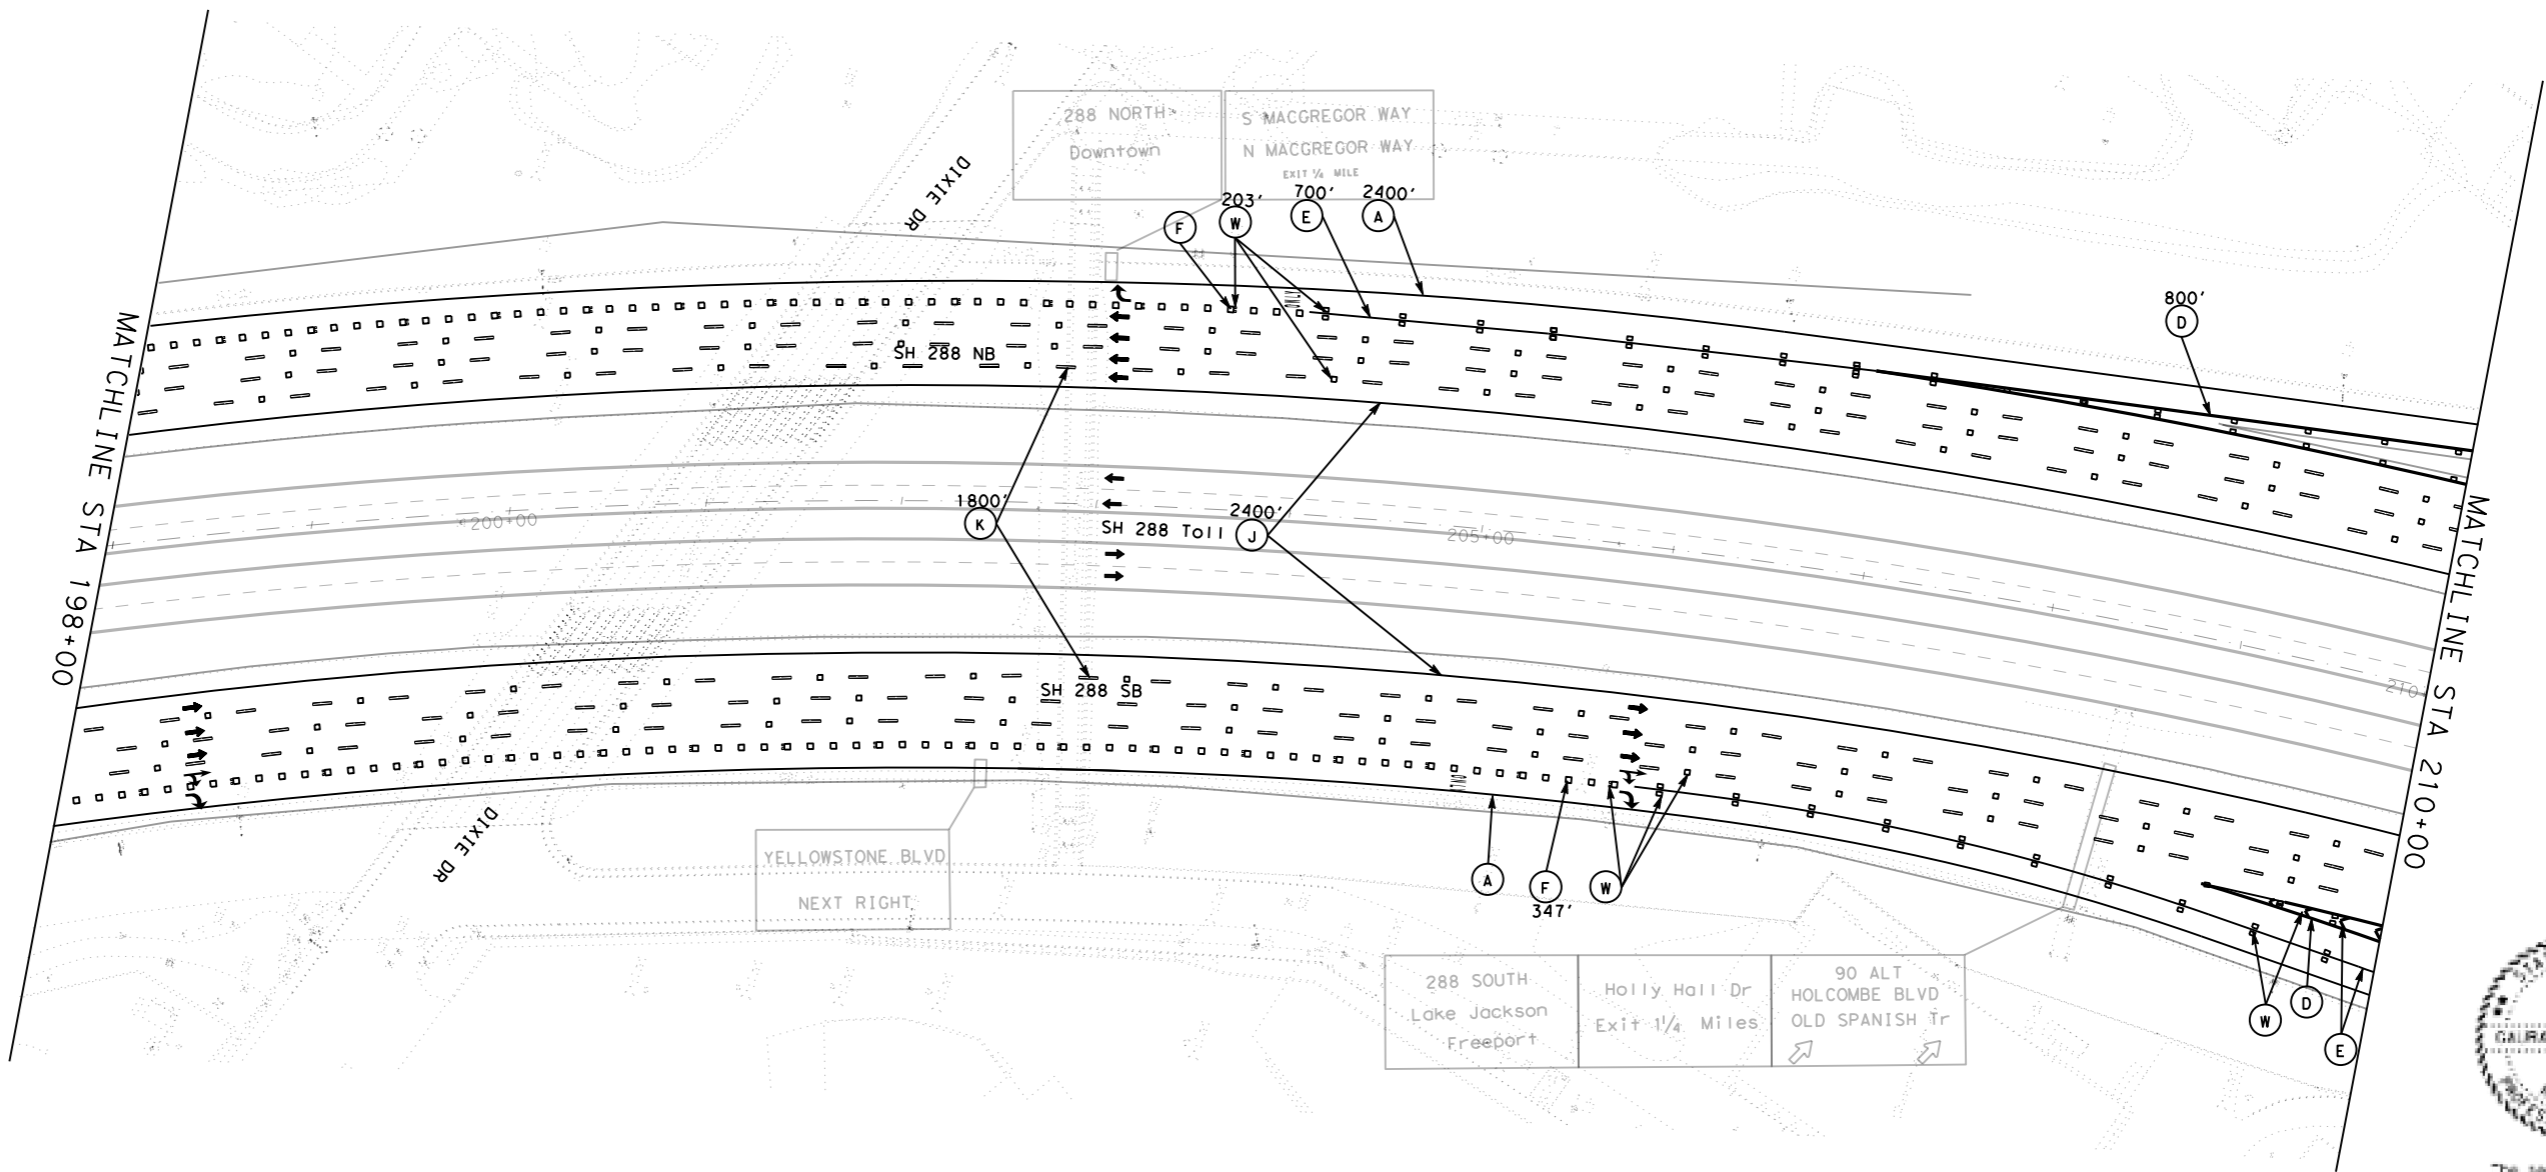 288 NORTH
Downtown
S MACGREGOR WAY
N MACGREGOR WAY
EXIT ¼ MILE
DIXIE DR
F
203'
W
700'
E
2400'
A
800'
D
SH 288 NB
MATCHLINE STA 198+00
200+00
1800'
K
SH 288 Toll
2400'
J
205+00
MATCHLINE STA 210+00
210
SH 288 SB
DIXIE DR
YELLOWSTONE BLVD
NEXT RIGHT
A
F
347'
W
288 SOUTH
Lake Jackson
Freeport
Holly Hall Dr
Exit 1¼ Miles
90 ALT
HOLCOMBE BLVD
OLD SPANISH Tr
W
D
E